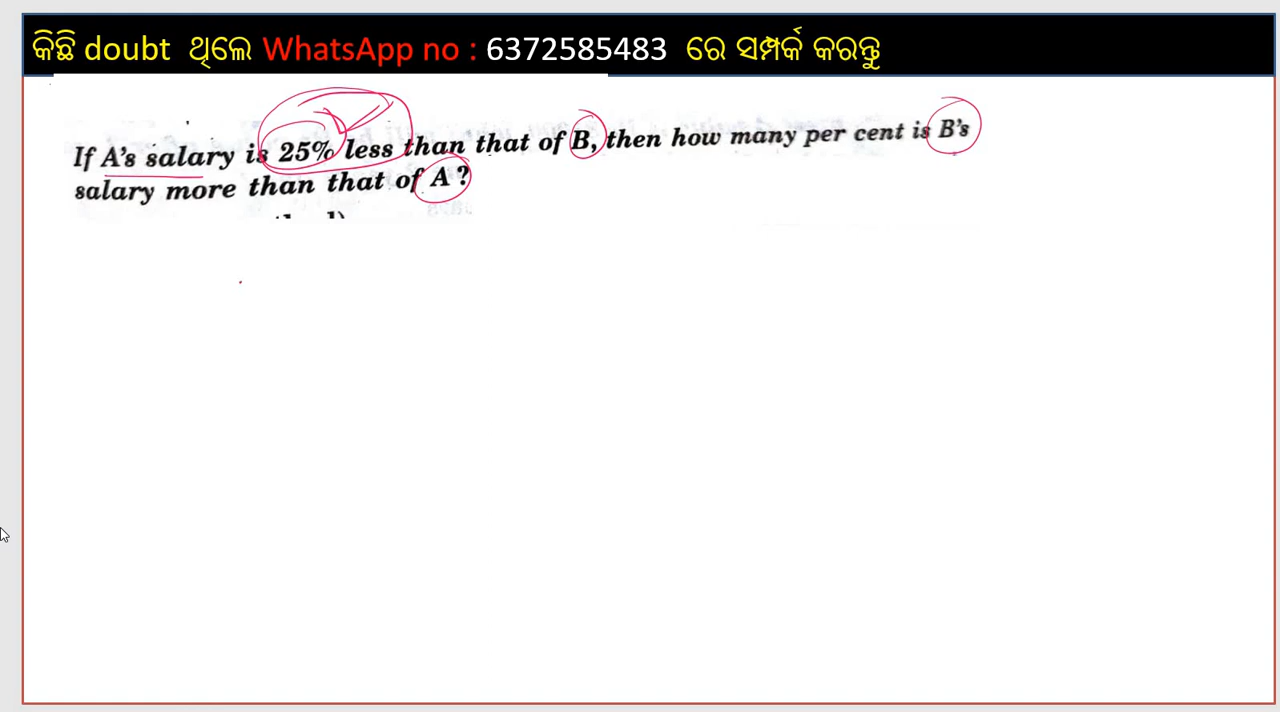 କିଛି doubt ଥିଲେ WhatsApp no : 6372585483 ରେ ସମ୍ପର୍କ କରନ୍ତୁ
If A's salary is 25% less than that of B, then how many per cent is B's
salary more than that of A ?